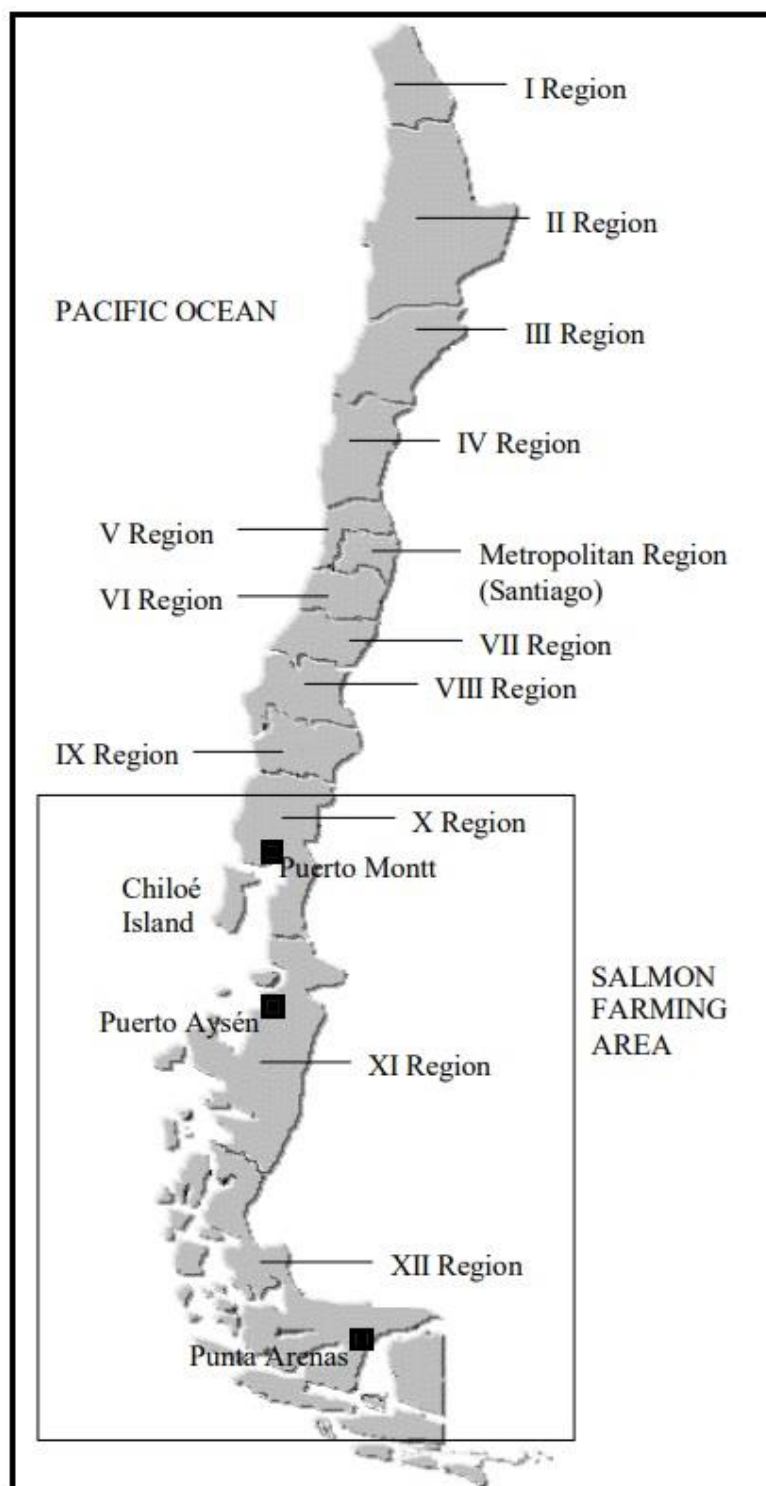 I Region
II Region
PACIFIC OCEAN
III Region
IV Region
V Region
Metropolitan Region
(Santiago)
VI Region
VII Region
VIII Region
IX Region
X Region
Puerto Montt
Chiloé
Island
SALMON
FARMING
AREA
Puerto Aysén
XI Region
XII Region
Punta Arenas